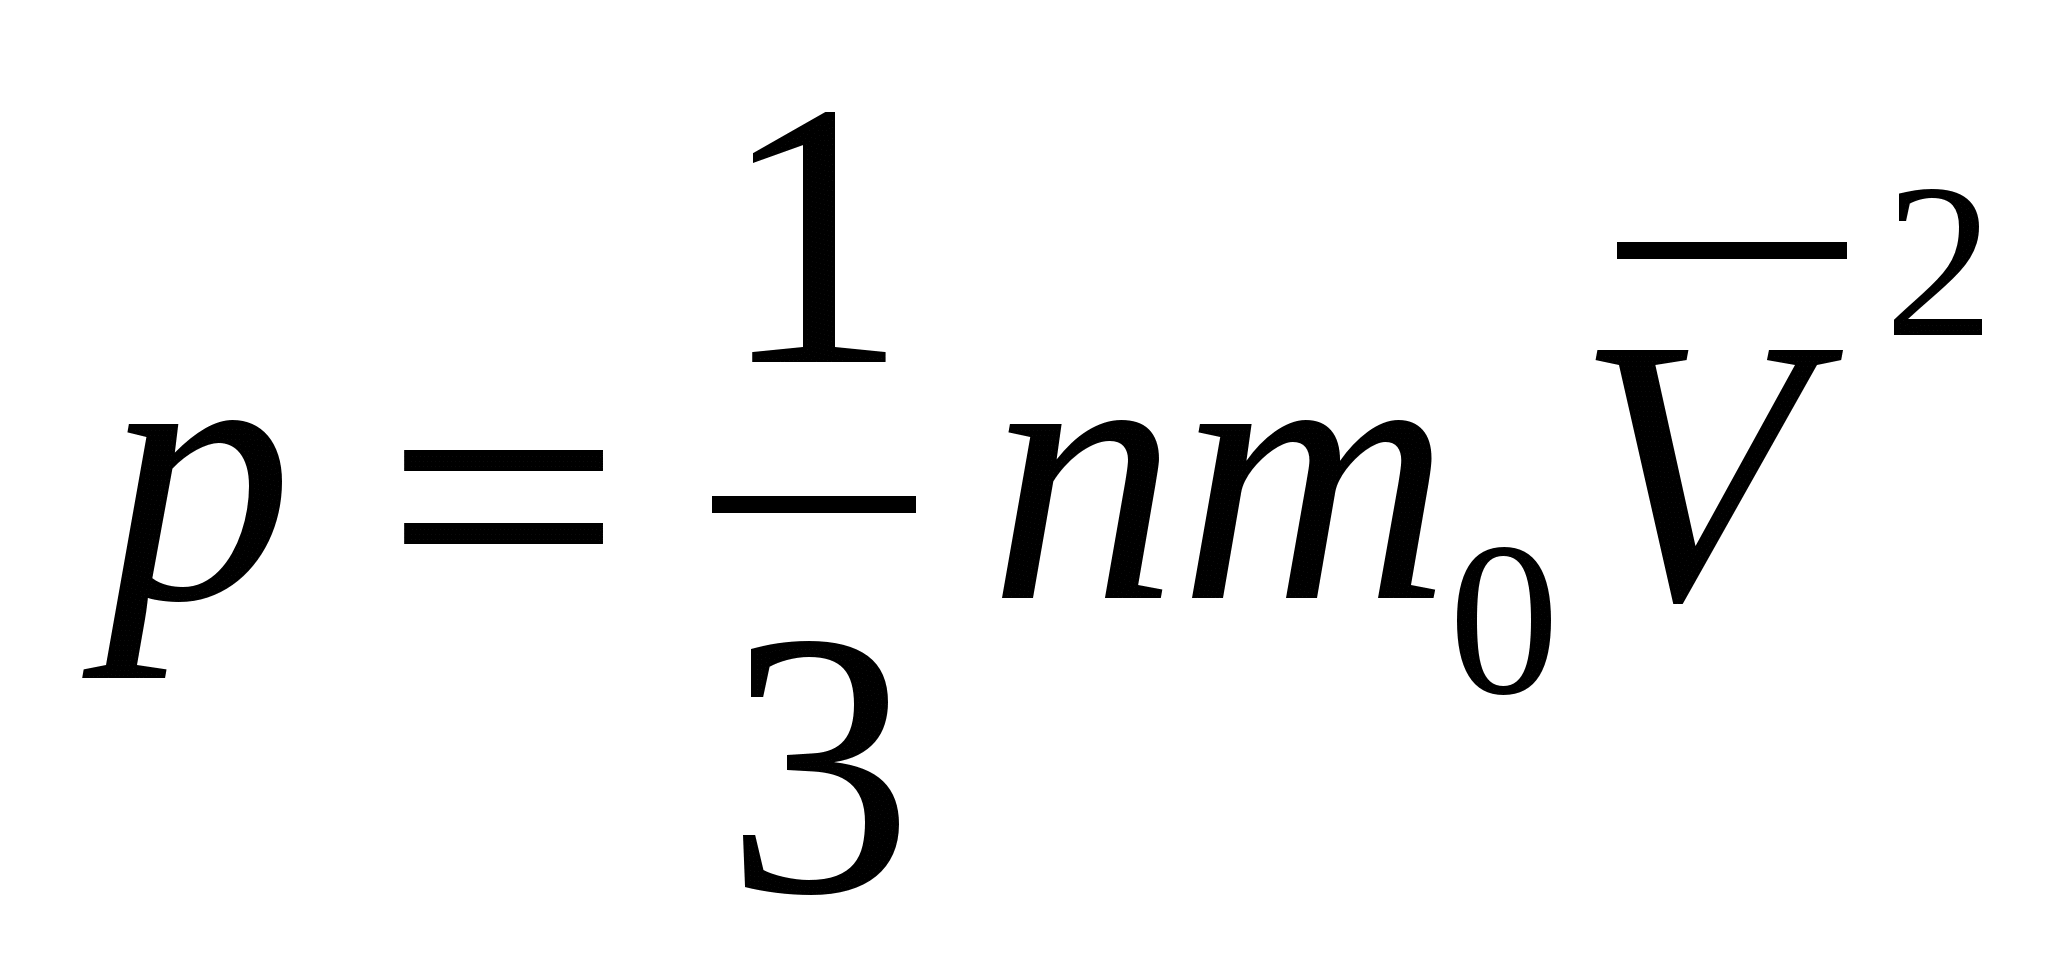 p = 1/3 nm₀V̅²